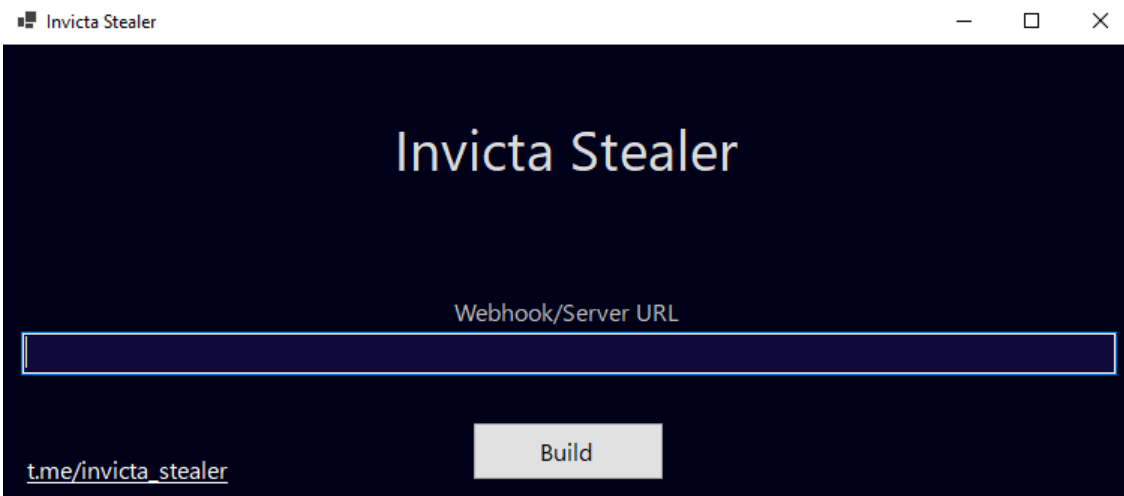 Invicta Stealer
Invicta Stealer
Webhook/Server URL
Build
t.me/invicta_stealer